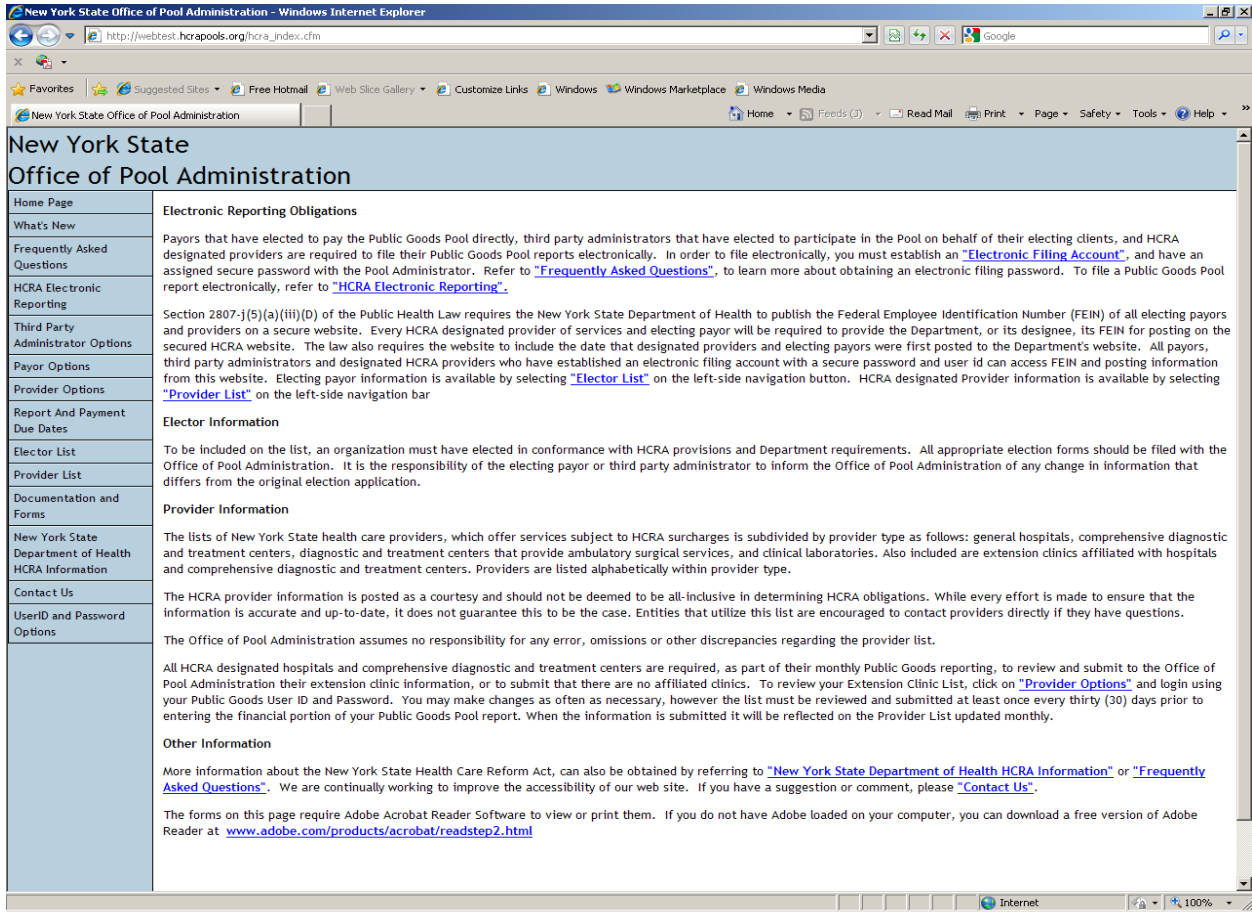 New York State Office of Pool Administration - Windows Internet Explorer
http://webtest.hcrapools.org/hcra_index.cfm
Google
Favorites Suggested Sites Free Hotmail Web Slice Gallery Customize Links Windows Windows Marketplace Windows Media
New York State Office of Pool Administration
Home Feeds (J) Read Mail Print Page Safety Tools Help
New York State
Office of Pool Administration
Home Page
What's New
Frequently Asked
Questions
HCRA Electronic
Reporting
Third Party
Administrator Options
Payor Options
Provider Options
Report And Payment
Due Dates
Elector List
Provider List
Documentation and
Forms
New York State
Department of Health
HCRA Information
Contact Us
UserID and Password
Options
Electronic Reporting Obligations
Payors that have elected to pay the Public Goods Pool directly, third party administrators that have elected to participate in the Pool on behalf of their electing clients, and HCRA
designated providers are required to file their Public Goods Pool reports electronically. In order to file electronically, you must establish an "Electronic Filing Account", and have an
assigned secure password with the Pool Administrator. Refer to "Frequently Asked Questions", to learn more about obtaining an electronic filing password. To file a Public Goods Pool
report electronically, refer to "HCRA Electronic Reporting".
Section 2807-j(5)(a)(iii)(D) of the Public Health Law requires the New York State Department of Health to publish the Federal Employee Identification Number (FEIN) of all electing payors
and providers on a secure website. Every HCRA designated provider of services and electing payor will be required to provide the Department, or its designee, its FEIN for posting on the
secured HCRA website. The law also requires the website to include the date that designated providers and electing payors were first posted to the Department's website. All payors,
third party administrators and designated HCRA providers who have established an electronic filing account with a secure password and user id can access FEIN and posting information
from this website. Electing payor information is available by selecting "Elector List" on the left-side navigation button. HCRA designated Provider information is available by selecting
"Provider List" on the left-side navigation bar
Elector Information
To be included on the list, an organization must have elected in conformance with HCRA provisions and Department requirements. All appropriate election forms should be filed with the
Office of Pool Administration. It is the responsibility of the electing payor or third party administrator to inform the Office of Pool Administration of any change in information that
differs from the original election application.
Provider Information
The lists of New York State health care providers, which offer services subject to HCRA surcharges is subdivided by provider type as follows: general hospitals, comprehensive diagnostic
and treatment centers, diagnostic and treatment centers that provide ambulatory surgical services, and clinical laboratories. Also included are extension clinics affiliated with hospitals
and comprehensive diagnostic and treatment centers. Providers are listed alphabetically within provider type.
The HCRA provider information is posted as a courtesy and should not be deemed to be all-inclusive in determining HCRA obligations. While every effort is made to ensure that the
information is accurate and up-to-date, it does not guarantee this to be the case. Entities that utilize this list are encouraged to contact providers directly if they have questions.
The Office of Pool Administration assumes no responsibility for any error, omissions or other discrepancies regarding the provider list.
All HCRA designated hospitals and comprehensive diagnostic and treatment centers are required, as part of their monthly Public Goods reporting, to review and submit to the Office of
Pool Administration their extension clinic information, or to submit that there are no affiliated clinics. To review your Extension Clinic List, click on "Provider Options" and login using
your Public Goods User ID and Password. You may make changes as often as necessary, however the list must be reviewed and submitted at least once every thirty (30) days prior to
entering the financial portion of your Public Goods Pool report. When the information is submitted it will be reflected on the Provider List updated monthly.
Other Information
More information about the New York State Health Care Reform Act, can also be obtained by referring to "New York State Department of Health HCRA Information" or "Frequently
Asked Questions". We are continually working to improve the accessibility of our web site. If you have a suggestion or comment, please "Contact Us".
The forms on this page require Adobe Acrobat Reader Software to view or print them. If you do not have Adobe loaded on your computer, you can download a free version of Adobe
Reader at www.adobe.com/products/acrobat/readstep2.html
Internet 100%